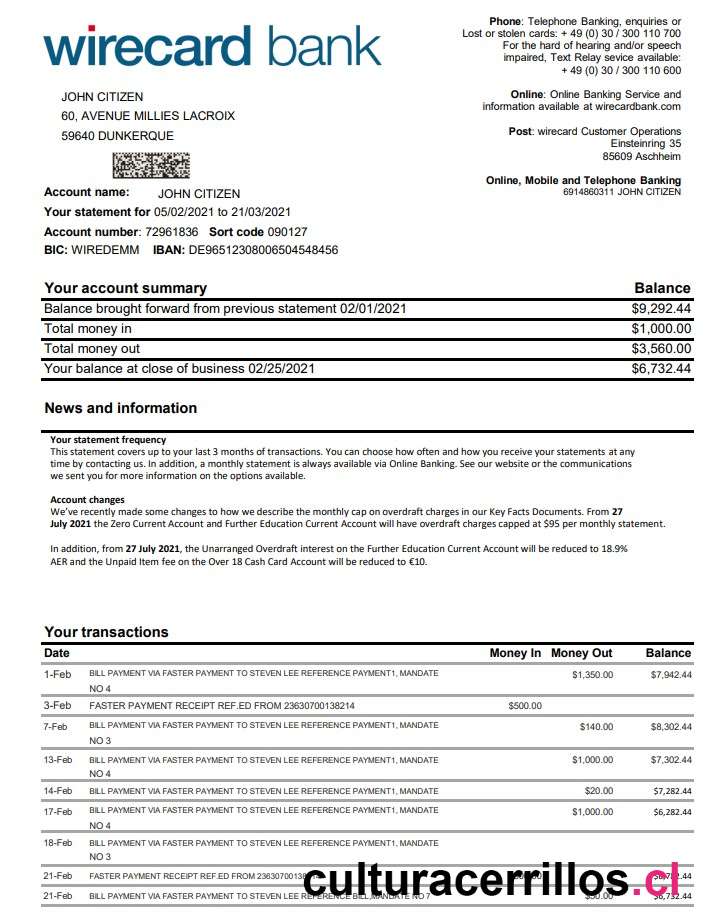 wirecard bank
Phone: Telephone Banking, enquiries or
Lost or stolen cards: + 49 (0) 30 / 300 110 700
For the hard of hearing and/or speech
impaired, Text Relay sevice available:
+ 49 (0) 30 / 300 110 600
Online: Online Banking Service and
information available at wirecardbank.com
Post: wirecard Customer Operations
Einsteinring 35
85609 Aschheim
Online, Mobile and Telephone Banking
6914860311 JOHN CITIZEN
JOHN CITIZEN
60, AVENUE MILLIES LACROIX
59640 DUNKERQUE
Account name: JOHN CITIZEN
Your statement for 05/02/2021 to 21/03/2021
Account number: 72961836 Sort code 090127
BIC: WIREDEMM IBAN: DE96512308006504548456
Your account summary Balance
Balance brought forward from previous statement 02/01/2021 $9,292.44
Total money in $1,000.00
Total money out $3,560.00
Your balance at close of business 02/25/2021 $6,732.44
News and information
Your statement frequency
This statement covers up to your last 3 months of transactions. You can choose how often and how you receive your statements at any
time by contacting us. In addition, a monthly statement is always available via Online Banking. See our website or the communications
we sent you for more information on the options available.
Account changes
We've recently made some changes to how we describe the monthly cap on overdraft charges in our Key Facts Documents. From 27
July 2021 the Zero Current Account and Further Education Current Account will have overdraft charges capped at $95 per monthly statement.
In addition, from 27 July 2021, the Unarranged Overdraft interest on the Further Education Current Account will be reduced to 18.9%
AER and the Unpaid Item fee on the Over 18 Cash Card Account will be reduced to €10.
Your transactions
Date Money In Money Out Balance
1-Feb BILL PAYMENT VIA FASTER PAYMENT TO STEVEN LEE REFERENCE PAYMENT1, MANDATE $1,350.00 $7,942.44
NO 4
3-Feb FASTER PAYMENT RECEIPT REF.ED FROM 23630700138214 $500.00
7-Feb BILL PAYMENT VIA FASTER PAYMENT TO STEVEN LEE REFERENCE PAYMENT1, MANDATE $140.00 $8,302.44
NO 3
13-Feb BILL PAYMENT VIA FASTER PAYMENT TO STEVEN LEE REFERENCE PAYMENT1, MANDATE $1,000.00 $7,302.44
NO 4
14-Feb BILL PAYMENT VIA FASTER PAYMENT TO STEVEN LEE REFERENCE PAYMENT1, MANDATE $20.00 $7,282.44
17-Feb BILL PAYMENT VIA FASTER PAYMENT TO STEVEN LEE REFERENCE PAYMENT1, MANDATE $1,000.00 $6,282.44
NO 4
18-Feb BILL PAYMENT VIA FASTER PAYMENT TO STEVEN LEE REFERENCE PAYMENT1, MANDATE
NO 3
21-Feb FASTER PAYMENT RECEIPT REF.ED FROM
culturacerrillos.cl
21-Feb BILL PAYMENT VIA FASTER PAYMENT TO STEVEN LEE REFERENCE BILL,MANDATE NO 7 $50.00 $6,732.44